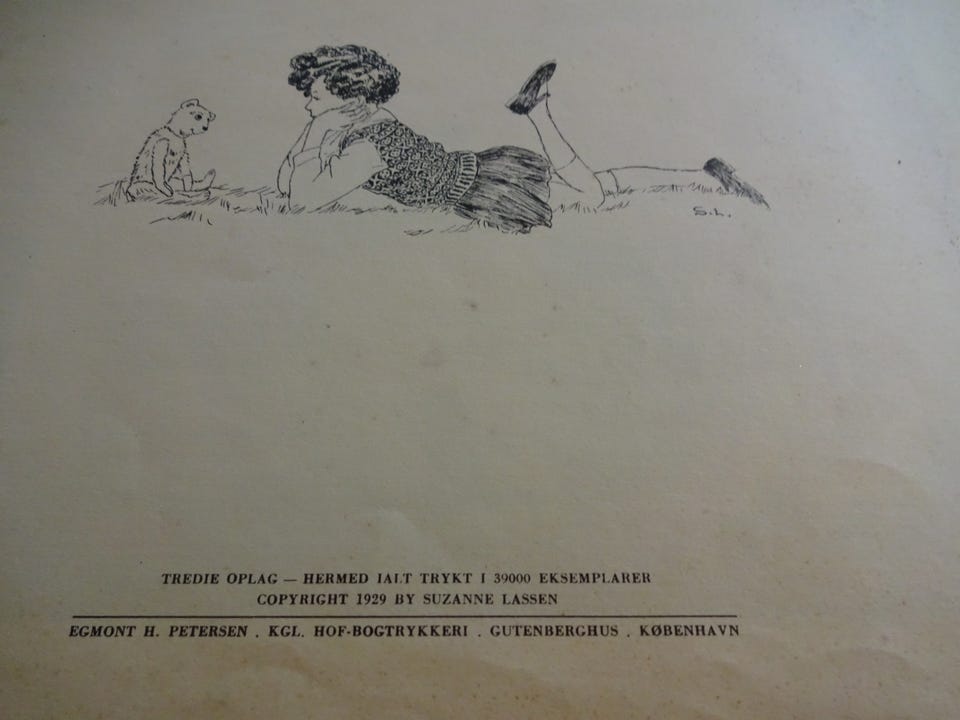 S.L.
TREDIE OPLAG — HERMED IALT TRYKT I 39000 EKSEMPLARER
COPYRIGHT 1929 BY SUZANNE LASSEN
EGMONT H. PETERSEN . KGL. HOF-BOGTRYKKERI . GUTENBERGHUS . KØBENHAVN